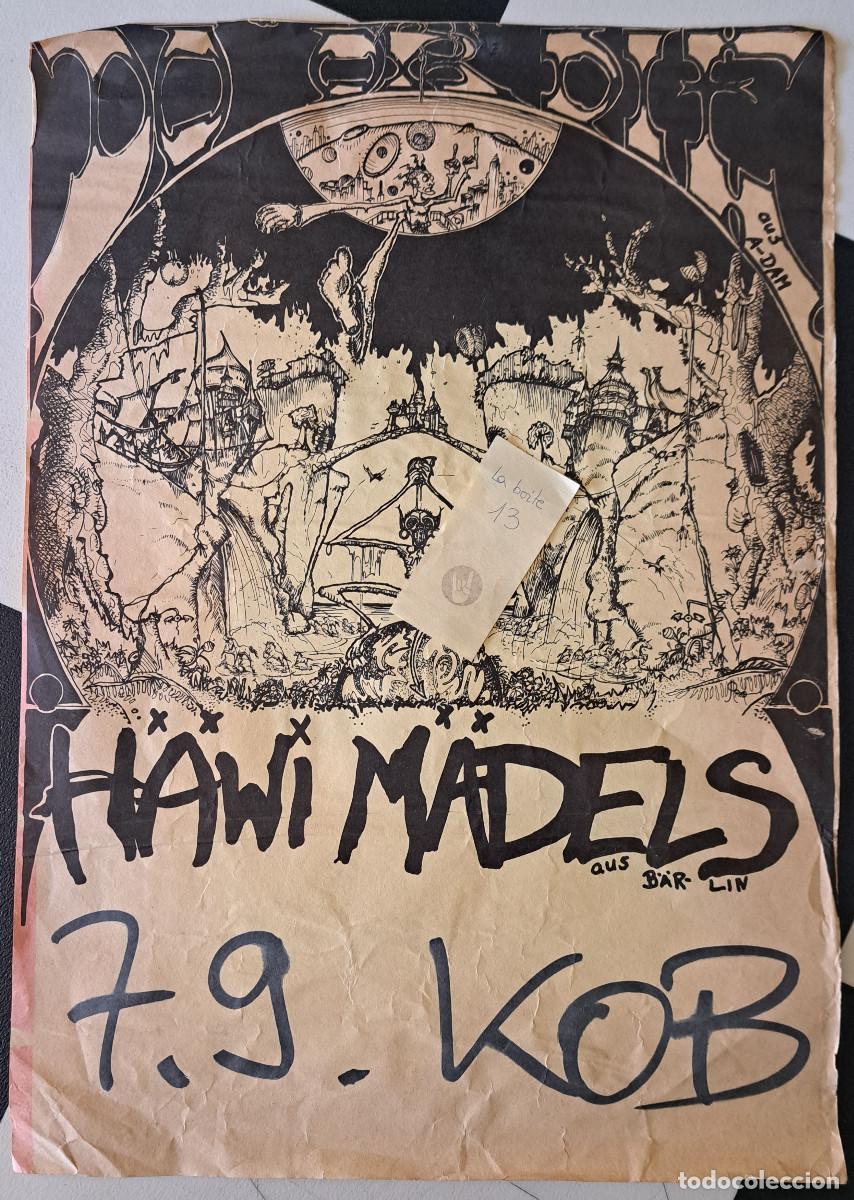 aus
A-DAM
la boite
13
HÄWi MÄDELS
aus BÄR-LIN
7.9. KOB
todocoleccion